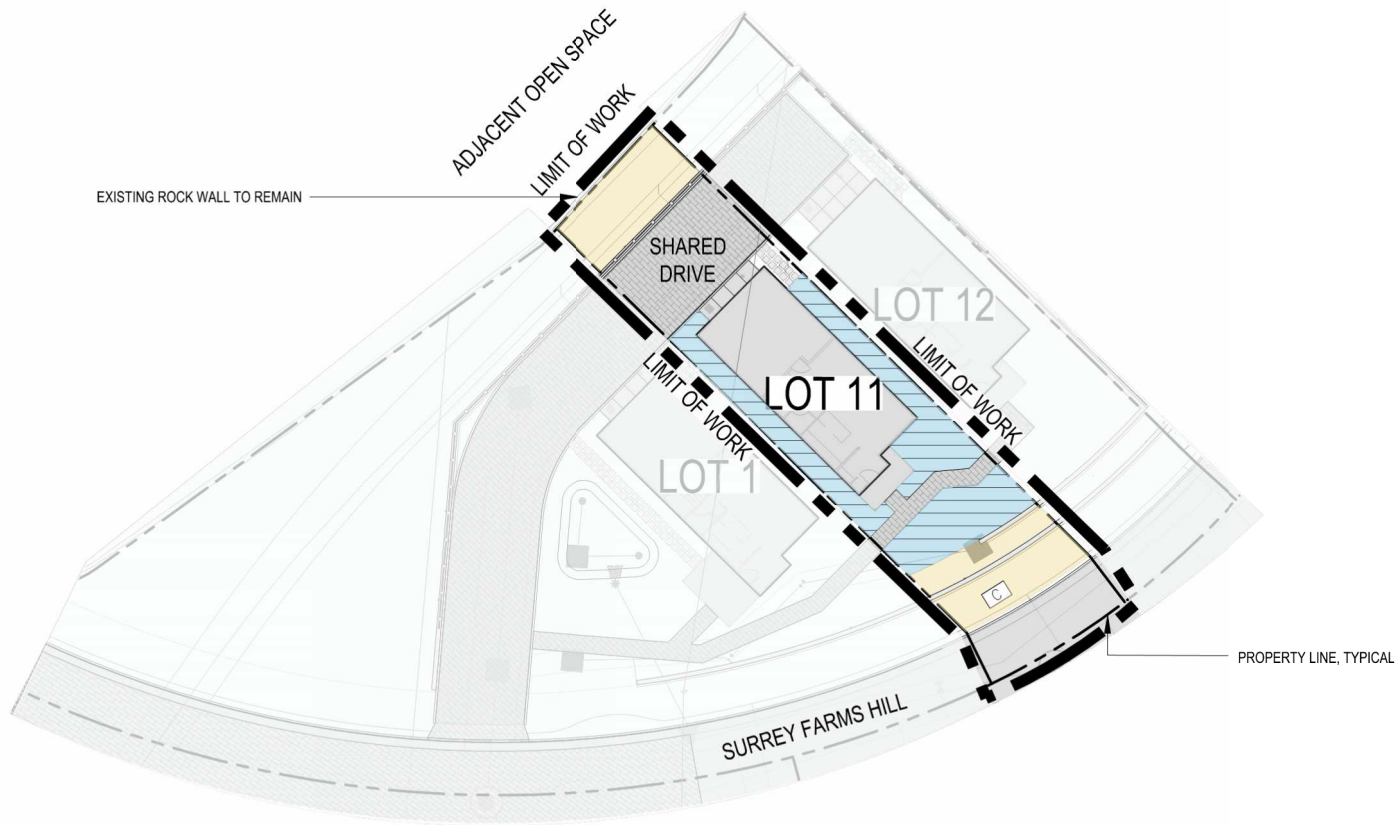 ADJACENT OPEN SPACE
LIMIT OF WORK
EXISTING ROCK WALL TO REMAIN
SHARED
DRIVE
LOT 12
LIMIT OF WORK
LOT 11
LIMIT OF WORK
LOT 1
C
PROPERTY LINE, TYPICAL
SURREY FARMS HILL